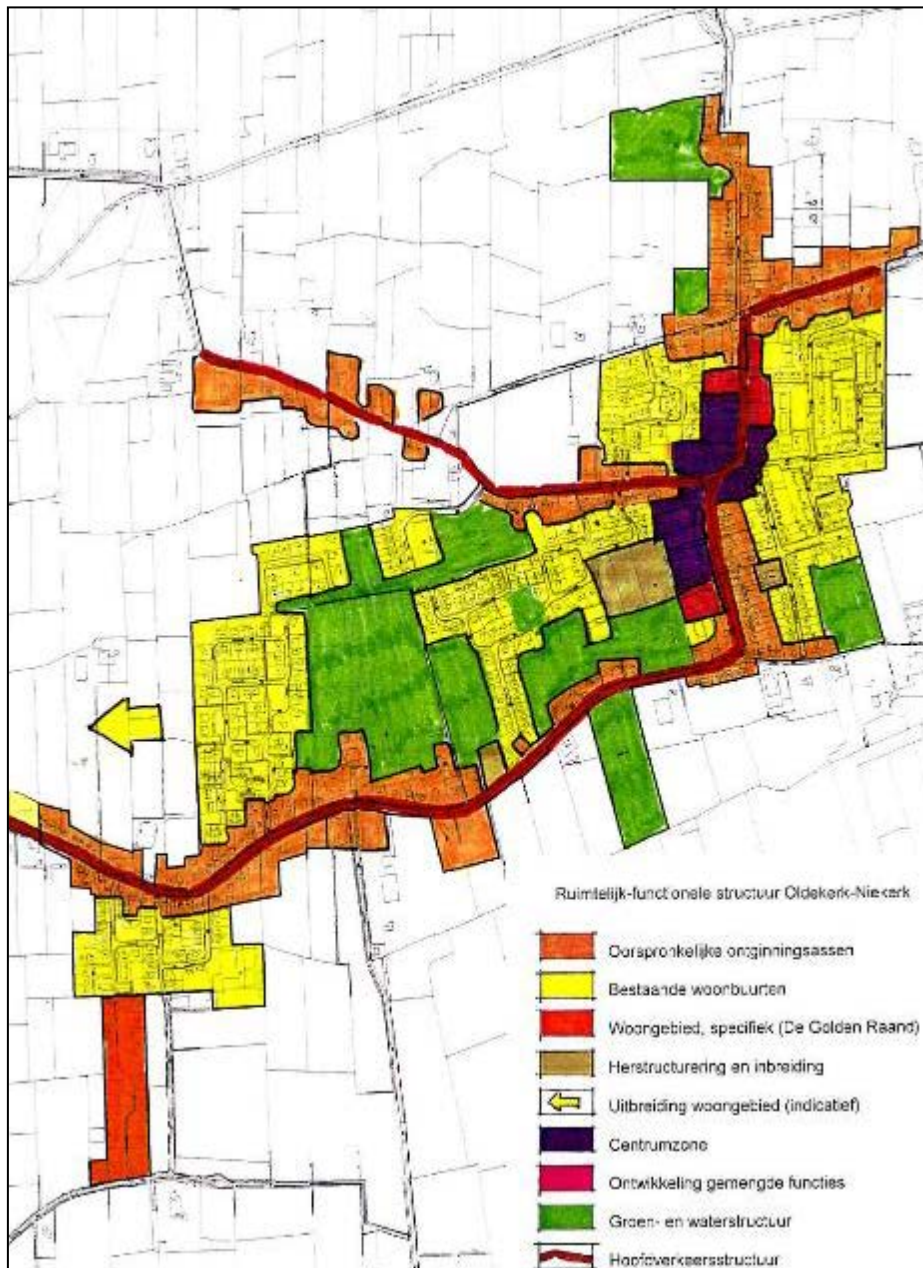 Ruimtelijk-functionele structuur Oldekerk-Niekerk
Oorspronkelijke ontginningsassen
Bestaande woonbuurten
Woongebied, specifiek (De Golden Raand)
Herstructurering en inbreiding
Uitbreiding woongebied (indicatief)
Centrumzone
Ontwikkeling gemengde functies
Groen- en waterstructuur
Hoofdverkeersstructuur